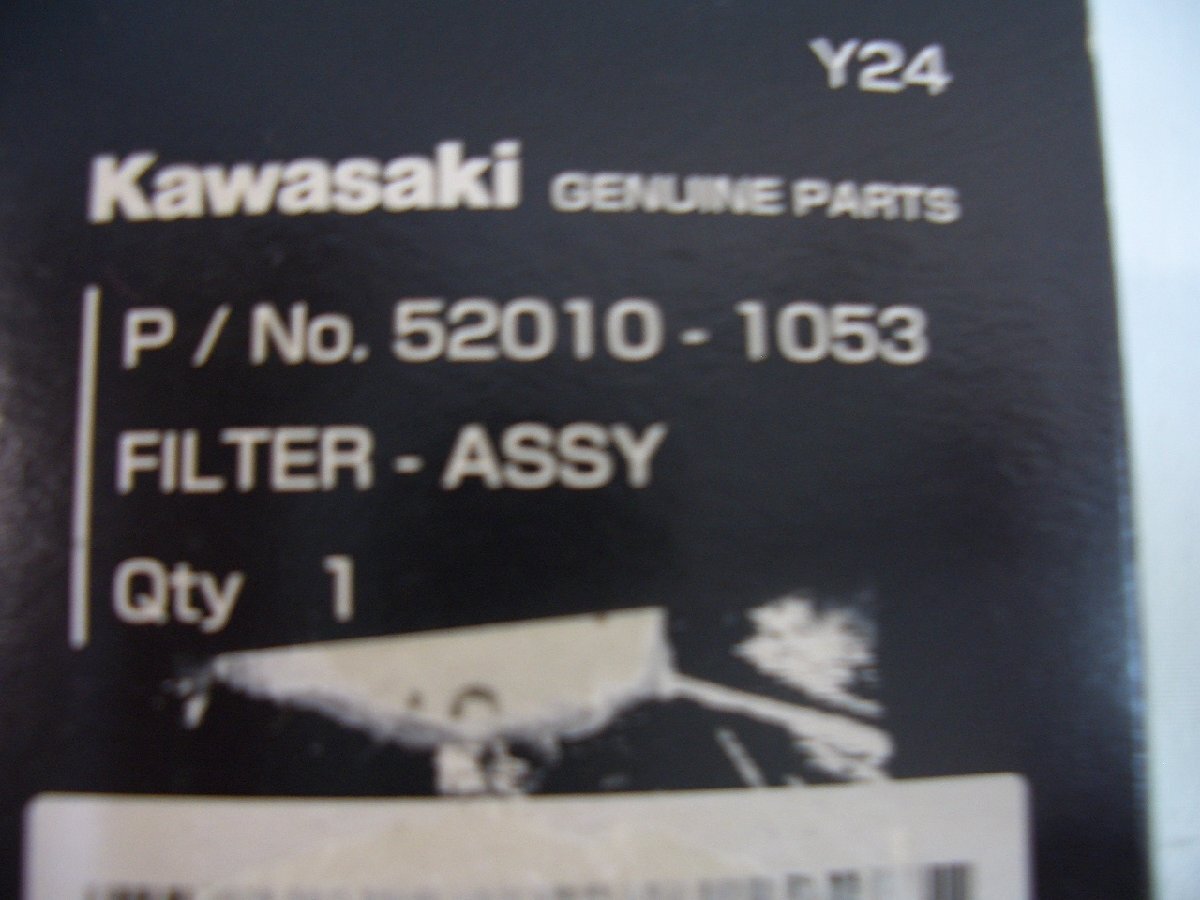 Y24
Kawasaki GENUINE PARTS
P / No. 52010 - 1053
FILTER - ASSY
Qty 1